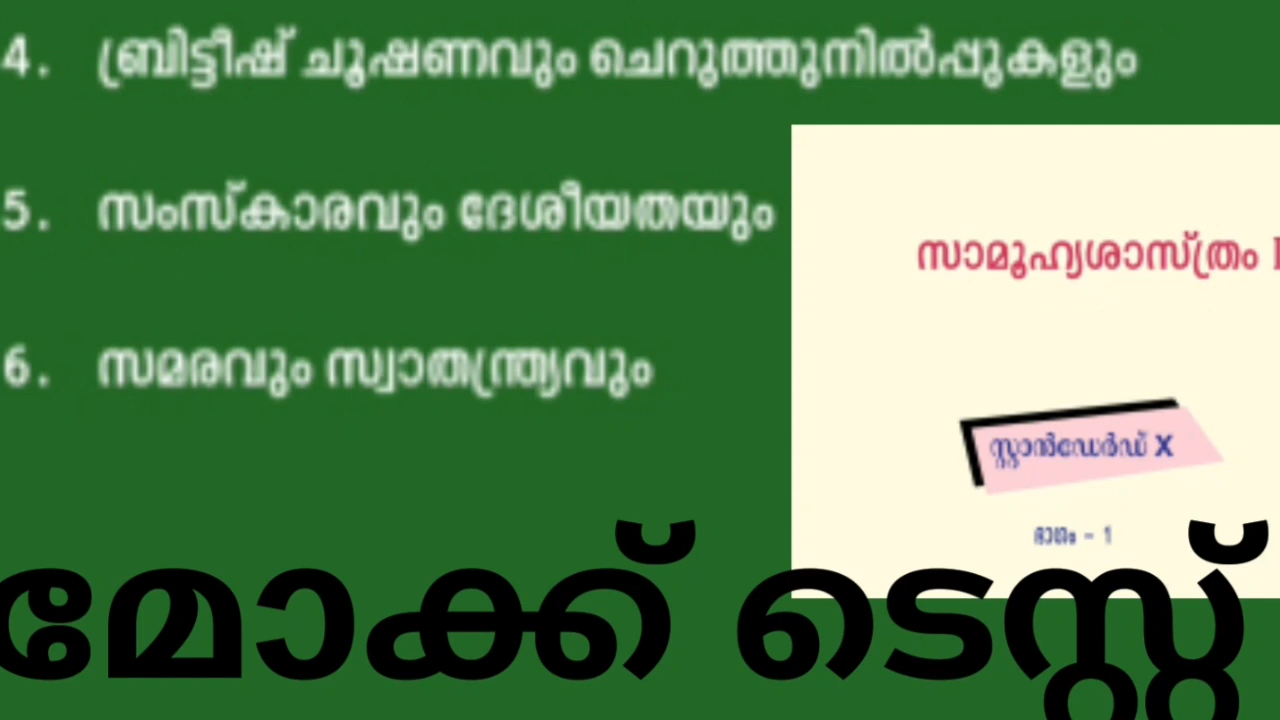 4. ബ്രിട്ടീഷ് ചൂഷണവും ചെറുത്തുനിൽപ്പുകളും
5. സംസ്കാരവും ദേശീയതയും
6. സമരവും സ്വാതന്ത്ര്യവും
സാമൂഹ്യശാസ്ത്രം I
സ്റ്റാൻഡേർഡ് X
ഭാഗം - 1
മോക്ക് ടെസ്റ്റ്